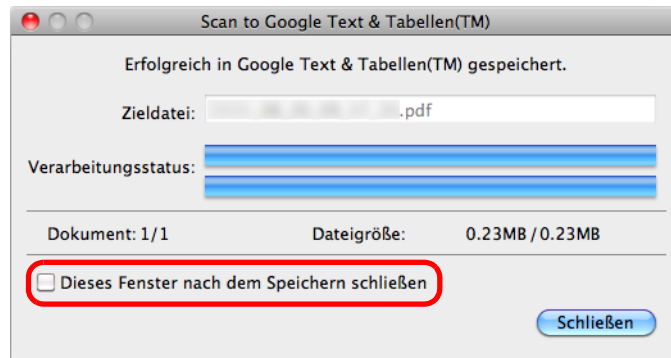 Scan to Google Text & Tabellen(TM)
Erfolgreich in Google Text & Tabellen(TM) gespeichert.
Zieldatei: .pdf
Verarbeitungsstatus:
Dokument: 1/1 Dateigröße: 0.23MB / 0.23MB
Dieses Fenster nach dem Speichern schließen
Schließen